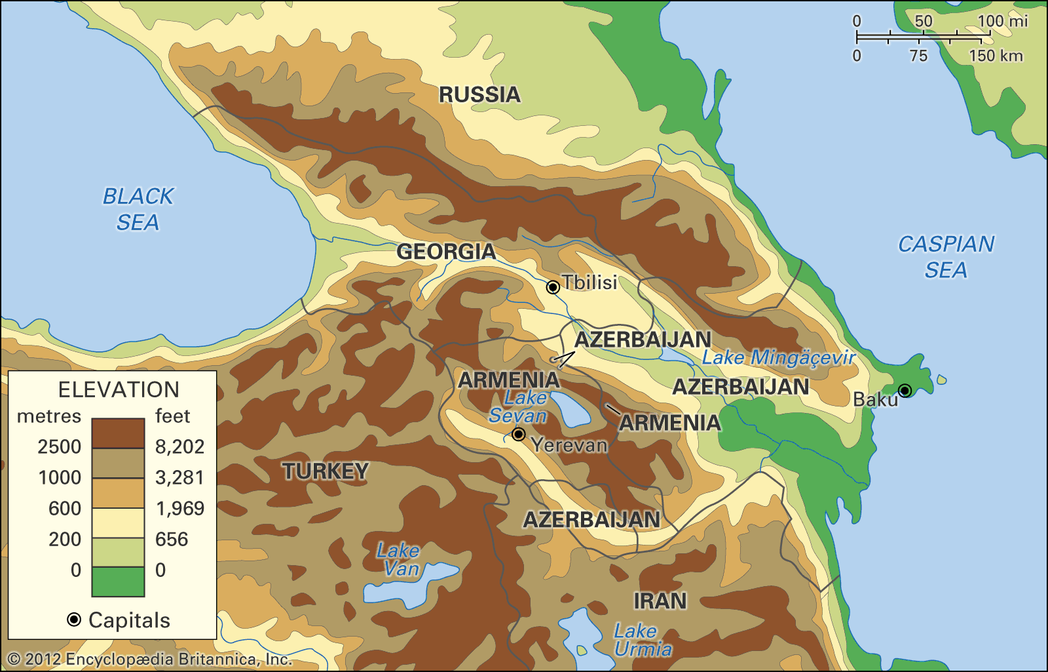 0 50 100 mi
0 75 150 km
RUSSIA
BLACK
SEA
CASPIAN
SEA
GEORGIA
Tbilisi
AZERBAIJAN
Lake Mingäçevir
ARMENIA
AZERBAIJAN
Lake
Sevan
Baku
ARMENIA
Yerevan
TURKEY
AZERBAIJAN
Lake
Van
IRAN
Lake
Urmia
ELEVATION
metres feet
2500 8,202
1000 3,281
600 1,969
200 656
0 0
Capitals
© 2012 Encyclopædia Britannica, Inc.